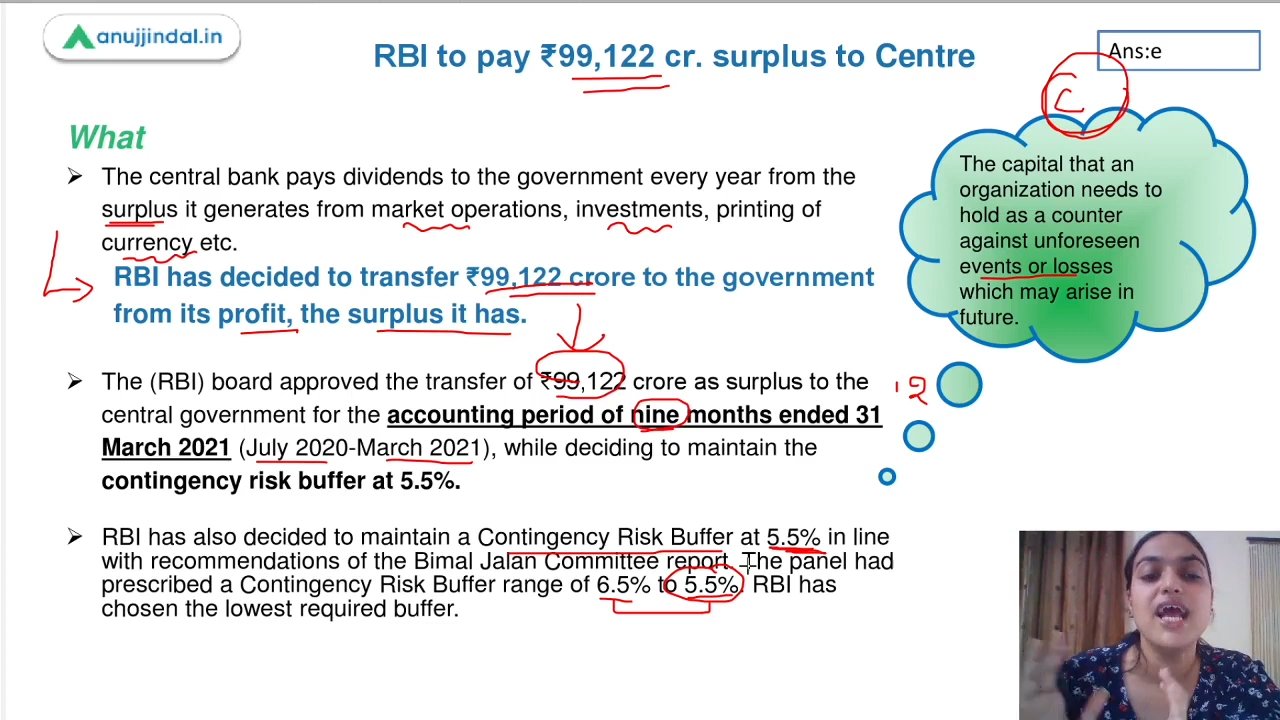 anujjindal.in
RBI to pay ₹99,122 cr. surplus to Centre
Ans:e
C
What
➢ The central bank pays dividends to the government every year from the
surplus it generates from market operations, investments, printing of
currency etc.
RBI has decided to transfer ₹99,122 crore to the government
from its profit, the surplus it has.
➢ The (RBI) board approved the transfer of ₹99,122 crore as surplus to the
central government for the accounting period of nine months ended 31
March 2021 (July 2020-March 2021), while deciding to maintain the
contingency risk buffer at 5.5%.
➢ RBI has also decided to maintain a Contingency Risk Buffer at 5.5% in line
with recommendations of the Bimal Jalan Committee report. The panel had
prescribed a Contingency Risk Buffer range of 6.5% to 5.5%. RBI has
chosen the lowest required buffer.
The capital that an
organization needs to
hold as a counter
against unforeseen
events or losses
which may arise in
future.
12